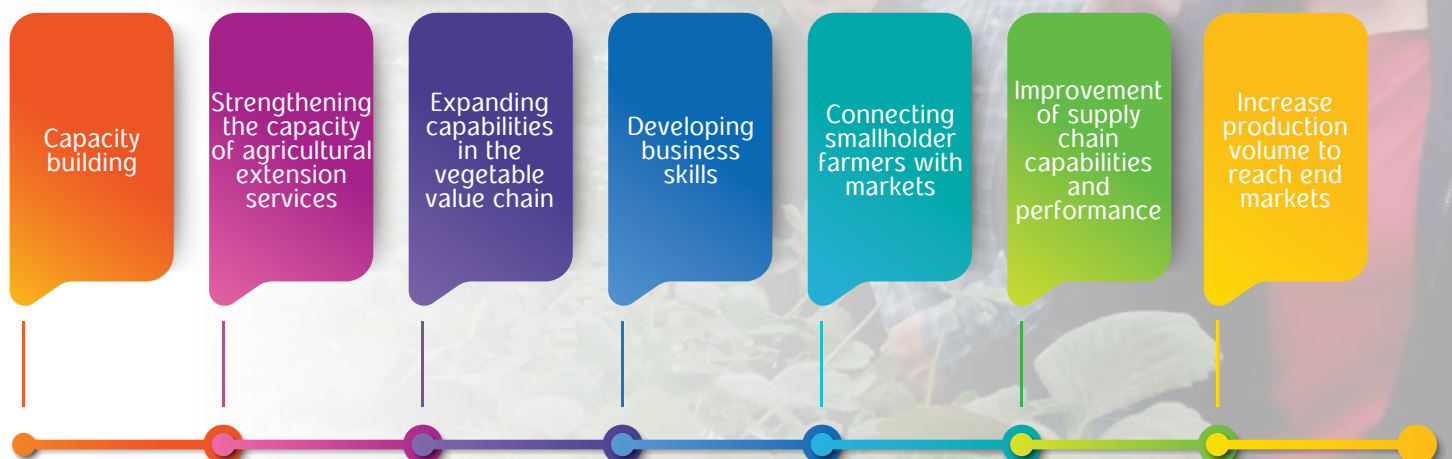 Capacity
building
Strengthening
the capacity
of agricultural
extension
services
Expanding
capabilities
in the
vegetable
value chain
Developing
business
skills
Connecting
smallholder
farmers with
markets
Improvement
of supply
chain
capabilities
and
performance
Increase
production
volume to
reach end
markets